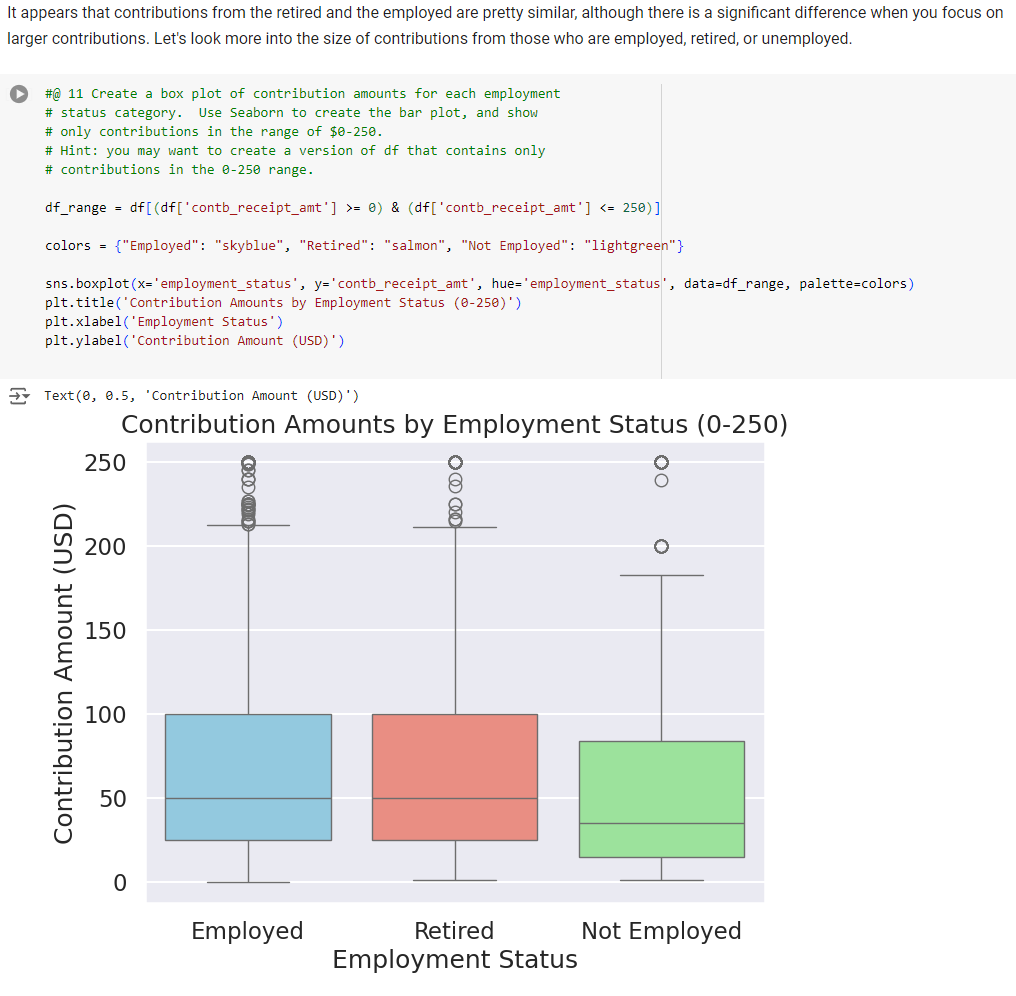 It appears that contributions from the retired and the employed are pretty similar, although there is a significant difference when you focus on
larger contributions. Let's look more into the size of contributions from those who are employed, retired, or unemployed.
#@ 11 Create a box plot of contribution amounts for each employment
# status category.  Use Seaborn to create the bar plot, and show
# only contributions in the range of $0-250.
# Hint: you may want to create a version of df that contains only
# contributions in the 0-250 range.
df_range = df[(df['contb_receipt_amt'] >= 0) & (df['contb_receipt_amt'] <= 250)]
colors = {"Employed": "skyblue", "Retired": "salmon", "Not Employed": "lightgreen"}
sns.boxplot(x='employment_status', y='contb_receipt_amt', hue='employment_status', data=df_range, palette=colors)
plt.title('Contribution Amounts by Employment Status (0-250)')
plt.xlabel('Employment Status')
plt.ylabel('Contribution Amount (USD)')
Text(0, 0.5, 'Contribution Amount (USD)')
Contribution Amounts by Employment Status (0-250)
Contribution Amount (USD)
250
200
150
100
50
0
Employed Retired Not Employed
Employment Status